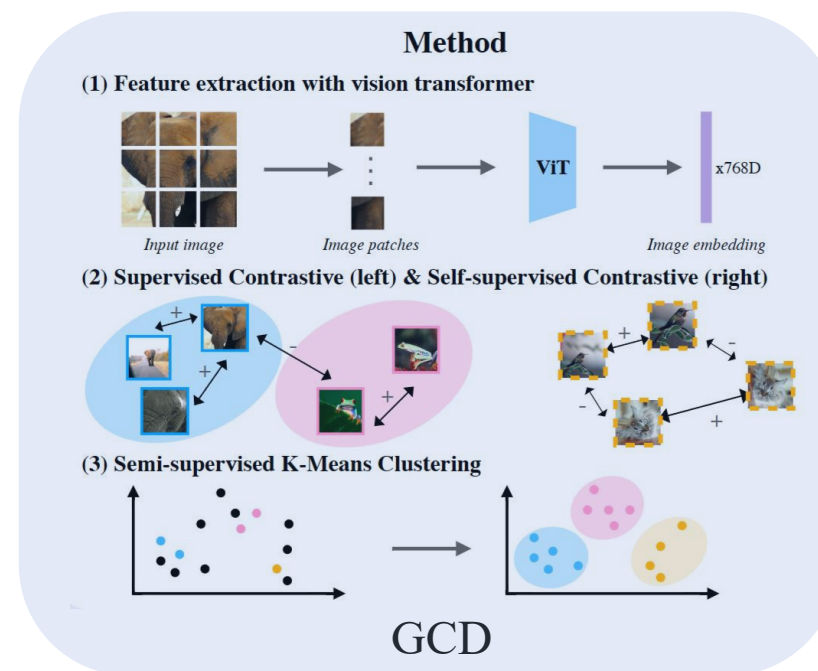 Method
(1) Feature extraction with vision transformer
ViT
x768D
Input image
Image patches
Image embedding
(2) Supervised Contrastive (left) & Self-supervised Contrastive (right)
+
+
-
+
+
-
-
+
(3) Semi-supervised K-Means Clustering
GCD